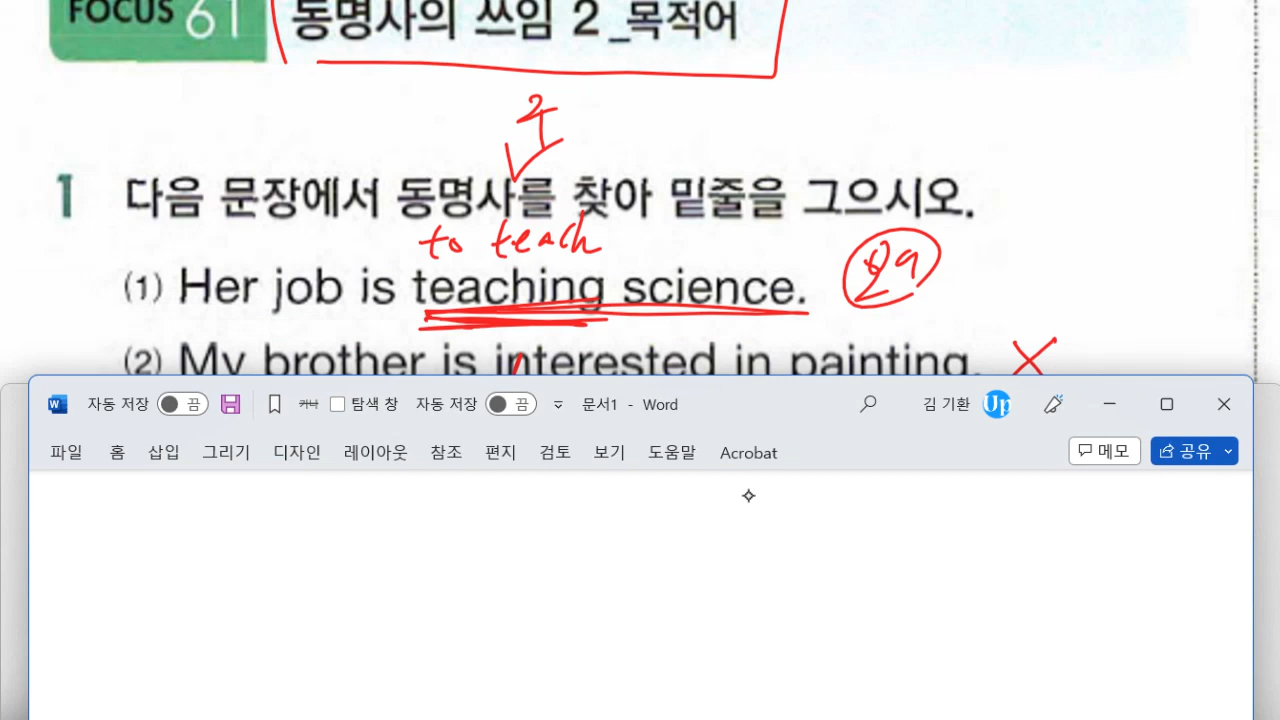 FOCUS 61 동명사의 쓰임 2 _목적어
1 다음 문장에서 동명사를 찾아 밑줄을 그으시오.
to teach
(1) Her job is teaching science.
(2) My brother is interested in painting.
자동 저장 끔 가나 탐색 창 자동 저장 끔 문서1 - Word 김 기환 Up
파일 홈 삽입 그리기 디자인 레이아웃 참조 편지 검토 보기 도움말 Acrobat 메모 공유